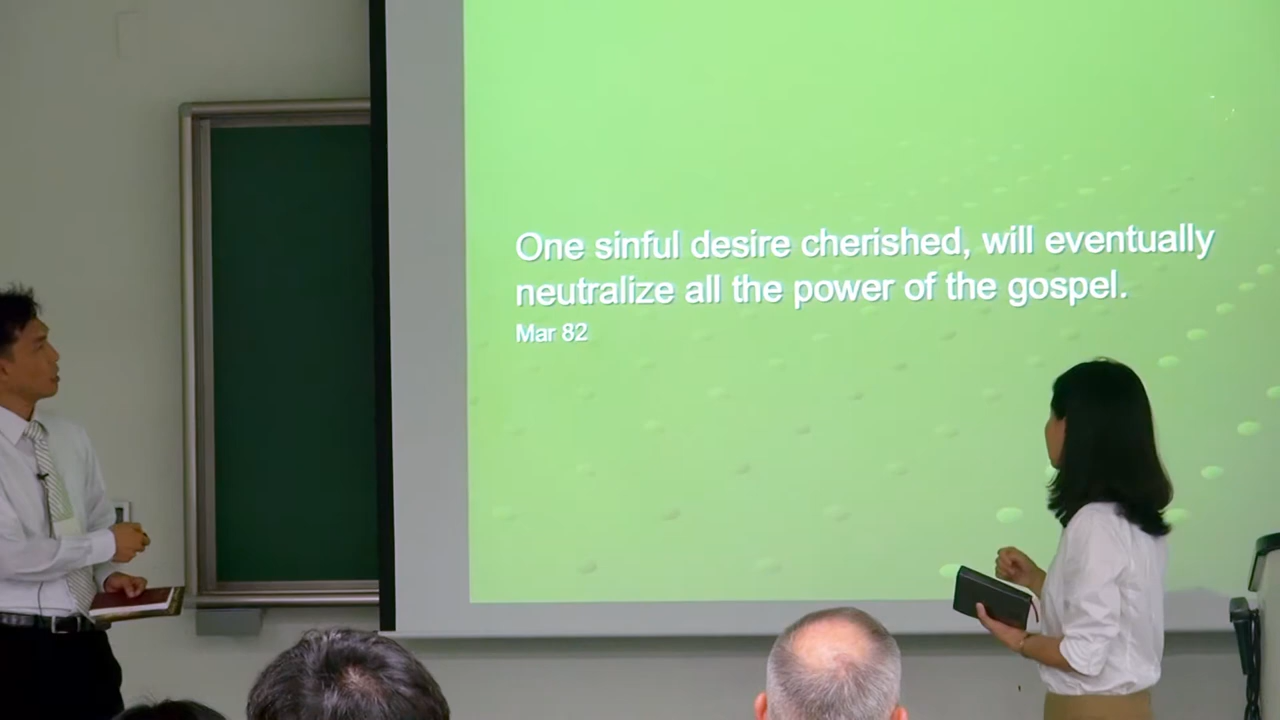 One sinful desire cherished, will eventually
neutralize all the power of the gospel.
Mar 82